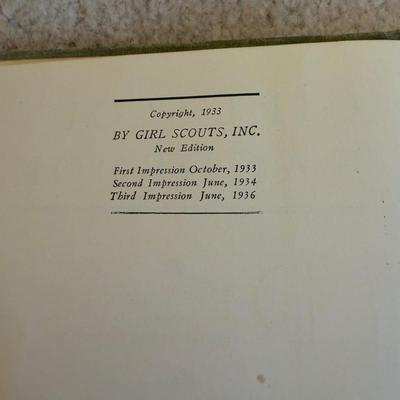 Copyright, 1933
BY GIRL SCOUTS, INC.
New Edition
First Impression October, 1933
Second Impression June, 1934
Third Impression June, 1936